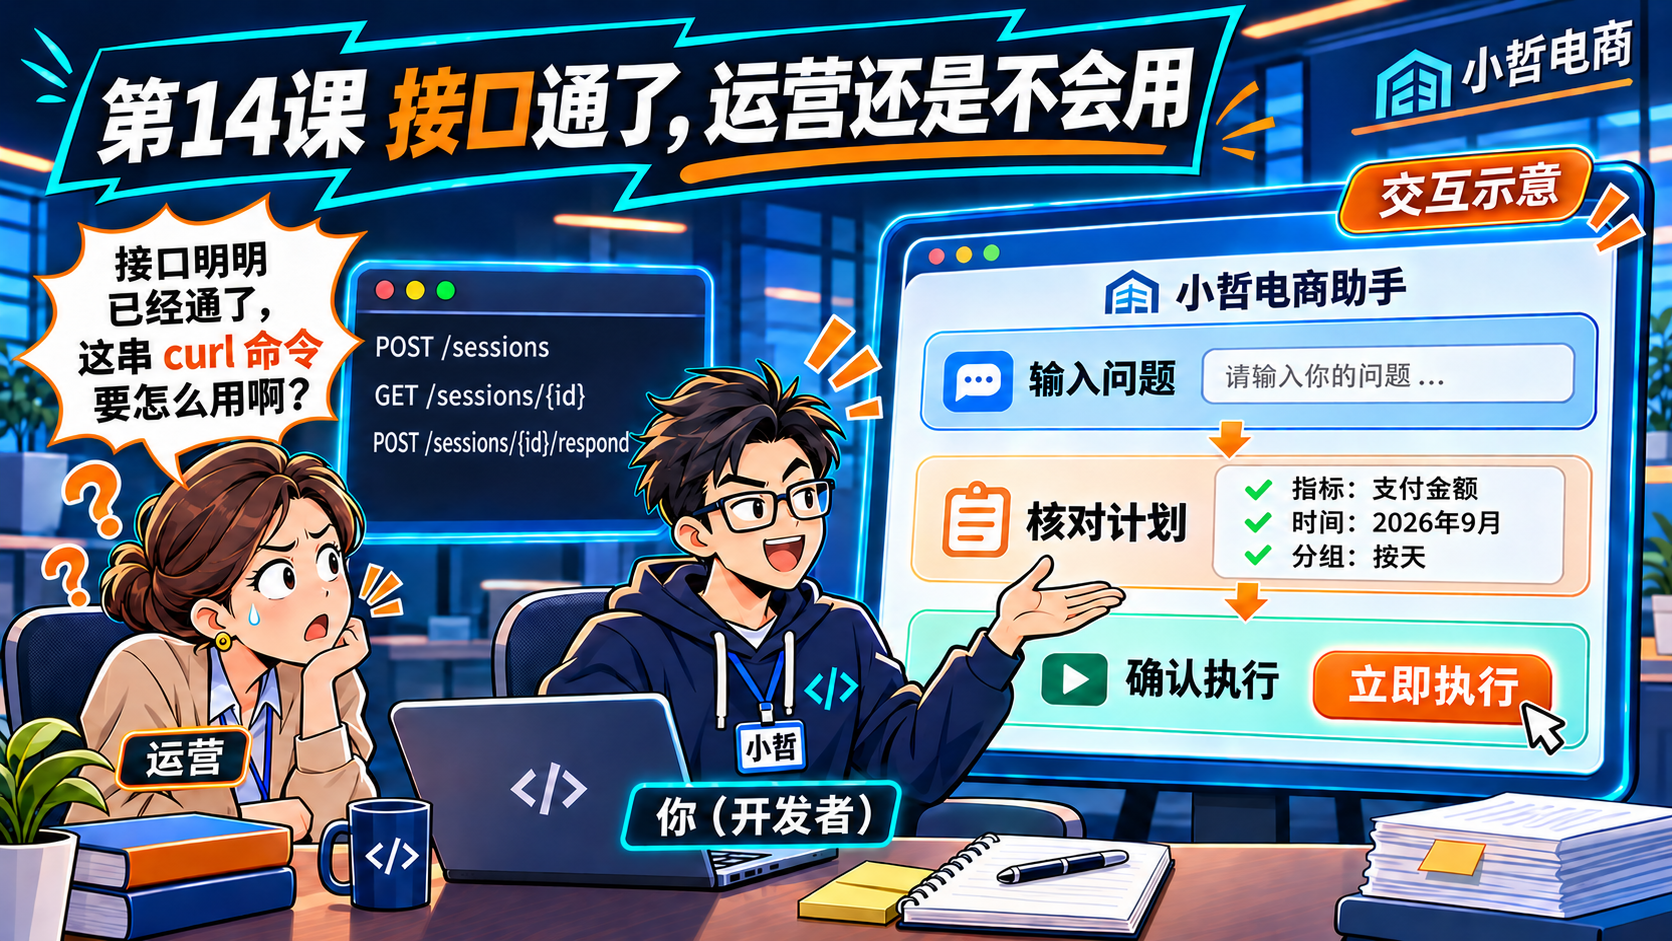 第14课 接口通了,运营还是不会用
小哲电商
交互示意
接口明明
已经通了,
这串 curl 命令
要怎么用啊?
POST /sessions
GET /sessions/{id}
POST /sessions/{id}/respond
小哲电商助手
输入问题
请输入你的问题 ...
核对计划
指标：支付金额
时间：2026年9月
分组：按天
确认执行
立即执行
运营
</>
</>
</>
小哲
你（开发者）